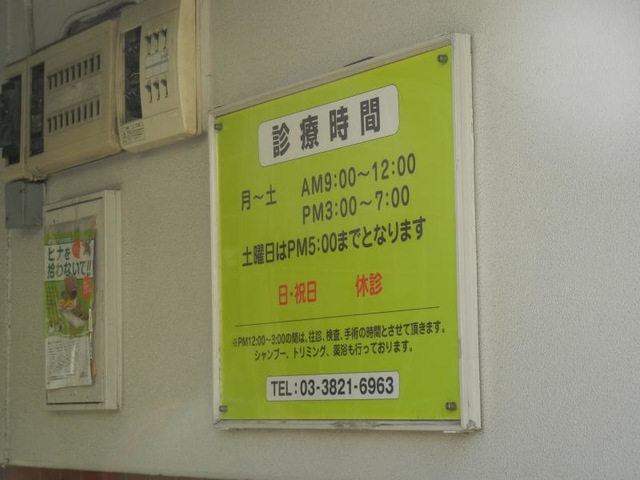 診療時間
月〜土 AM9:00〜12:00
PM3:00〜7:00
土曜日はPM5:00までとなります
日・祝日 休診
※PM12:00〜3:00の間は、往診、検査、手術の時間とさせて頂きます。
シャンプー、トリミング、薬浴も行っております。
TEL:03-3821-6963
ヒナを
拾わないで!!